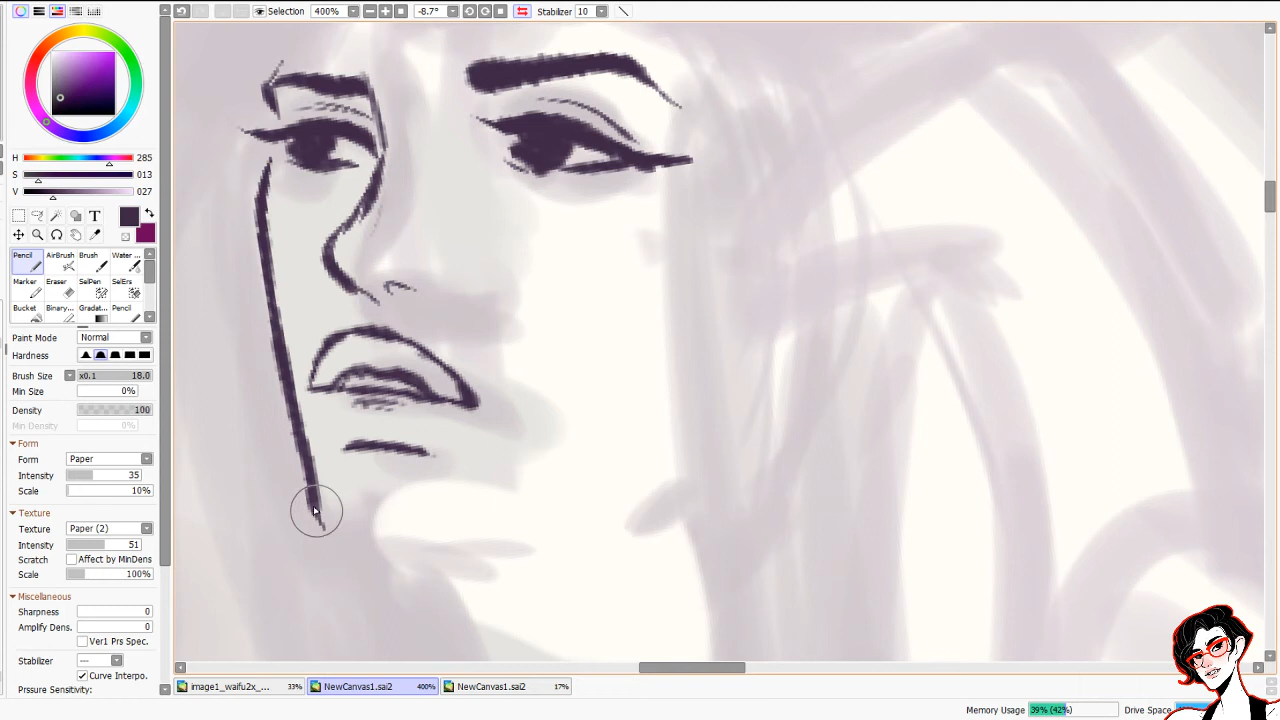 Selection 400% -8.7° Stabilizer 10
H 285
S 013
V 027
T
Pencil AirBrush Brush Water ...
Marker Eraser SelPen SelErs
Bucket Binary... Gradat... Pencil
Paint Mode Normal
Hardness
Brush Size x0.1 18.0
Min Size 0%
Density 100
Min Density 0%
Form
Form Paper
Intensity 35
Scale 10%
Texture
Texture Paper (2)
Intensity 51
Scratch Affect by MinDens
Scale 100%
Miscellaneous
Sharpness 0
Amplify Dens. 0
Ver1 Prs Spec.
Stabilizer ---
Curve Interpo.
Prssure Sensitivity:
image1_waifu2x_... 33% NewCanvas1.sai2 400% NewCanvas1.sai2 17%
Memory Usage 39% (42%) Drive Space